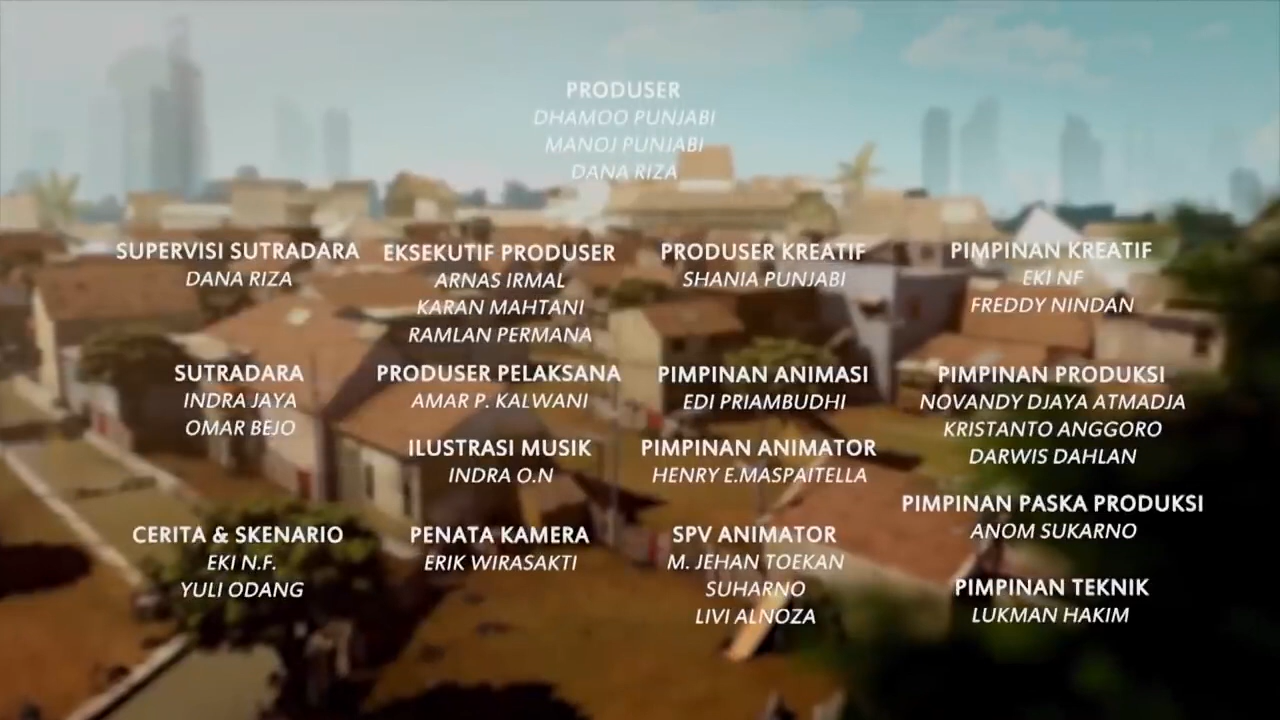 PRODUSER
DHAMOO PUNJABI
MANOJ PUNJABI
DANA RIZA
SUPERVISI SUTRADARA
DANA RIZA
EKSEKUTIF PRODUSER
ARNAS IRMAL
KARAN MAHTANI
RAMLAN PERMANA
PRODUSER KREATIF
SHANIA PUNJABI
PIMPINAN KREATIF
EKI NF
FREDDY NINDAN
SUTRADARA
INDRA JAYA
OMAR BEJO
PRODUSER PELAKSANA
AMAR P. KALWANI
ILUSTRASI MUSIK
INDRA O.N
PIMPINAN ANIMASI
EDI PRIAMBUDHI
PIMPINAN ANIMATOR
HENRY E.MASPAITELLA
PIMPINAN PRODUKSI
NOVANDY DJAYA ATMADJA
KRISTANTO ANGGORO
DARWIS DAHLAN
PIMPINAN PASKA PRODUKSI
ANOM SUKARNO
CERITA & SKENARIO
EKI N.F.
YULI ODANG
PENATA KAMERA
ERIK WIRASAKTI
SPV ANIMATOR
M. JEHAN TOEKAN
SUHARNO
LIVI ALNOZA
PIMPINAN TEKNIK
LUKMAN HAKIM